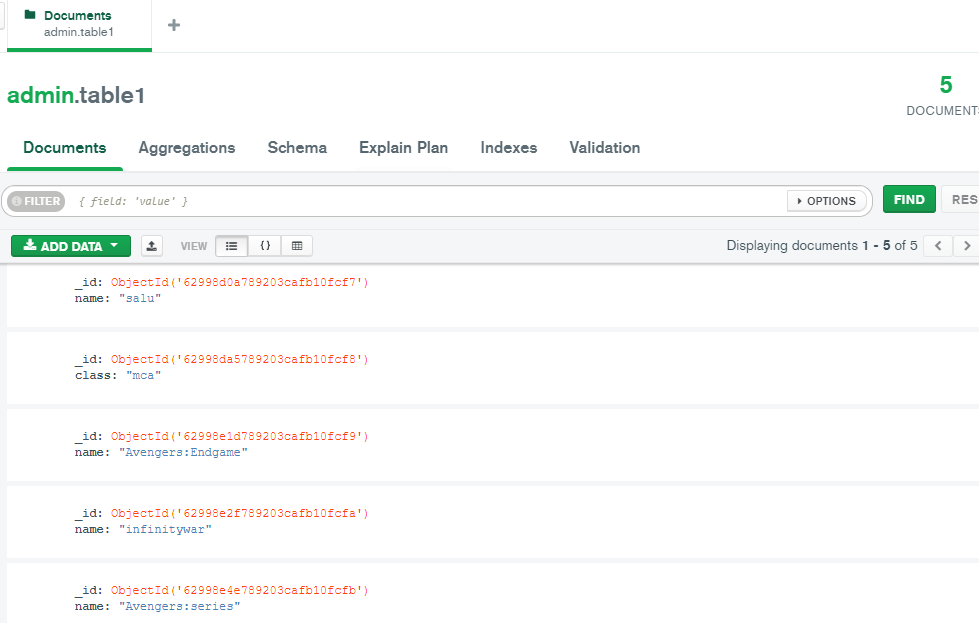 Documents
admin.table1
admin.table1
5
DOCUMENT
Documents Aggregations Schema Explain Plan Indexes Validation
FILTER { field: 'value' } OPTIONS FIND RES
ADD DATA VIEW {} Displaying documents 1 - 5 of 5
_id: ObjectId('62998d0a789203cafb10fcf7')
name: "salu"
_id: ObjectId('62998da5789203cafb10fcf8')
class: "mca"
_id: ObjectId('62998e1d789203cafb10fcf9')
name: "Avengers:Endgame"
_id: ObjectId('62998e2f789203cafb10fcfa')
name: "infinitywar"
_id: ObjectId('62998e4e789203cafb10fcfb')
name: "Avengers:series"